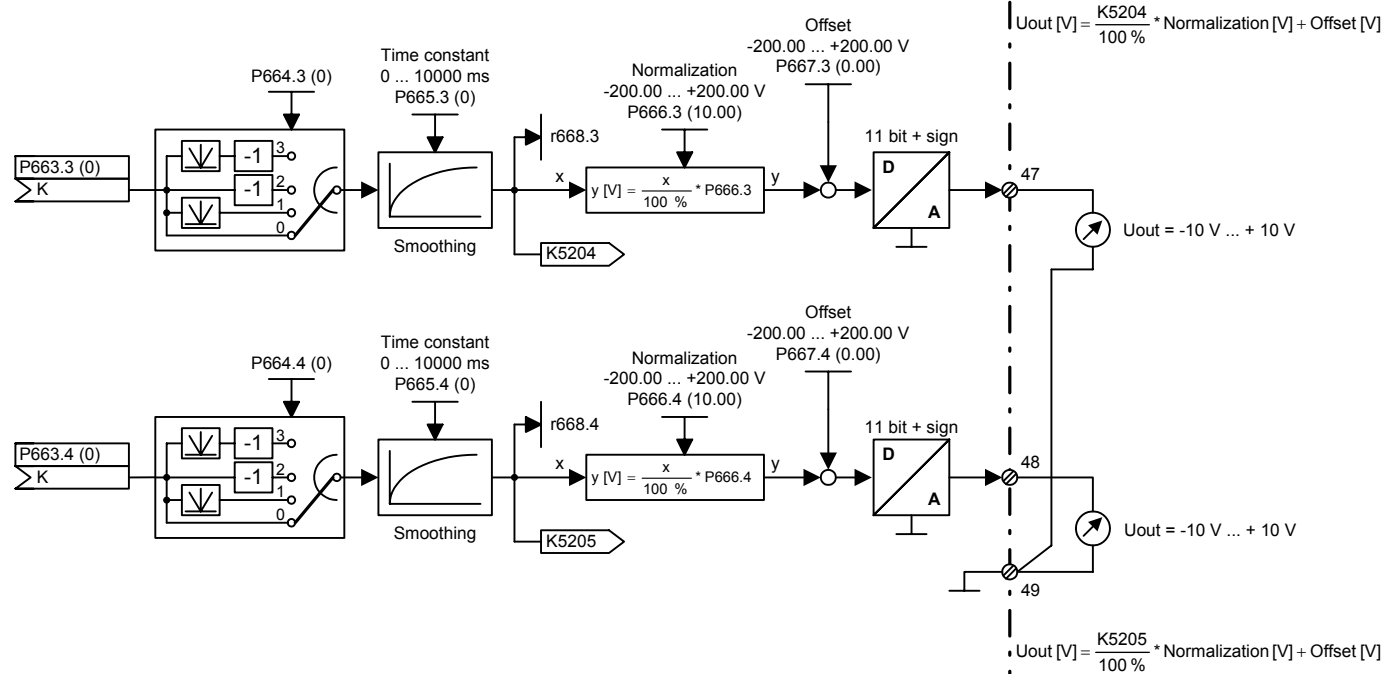 Uout [V] = K5204 / 100 % * Normalization [V] + Offset [V]
Offset
-200.00 ... +200.00 V
P667.3 (0.00)
Time constant
0 ... 10000 ms
P665.3 (0)
Normalization
-200.00 ... +200.00 V
P666.3 (10.00)
P664.3 (0)
r668.3
11 bit + sign
P663.3 (0)
K
-1
3
-1
2
1
0
Smoothing
x
y [V] = x / 100 % * P666.3
y
D
A
47
Uout = -10 V ... + 10 V
K5204
Offset
-200.00 ... +200.00 V
P667.4 (0.00)
Time constant
0 ... 10000 ms
P665.4 (0)
Normalization
-200.00 ... +200.00 V
P666.4 (10.00)
P664.4 (0)
r668.4
11 bit + sign
P663.4 (0)
K
-1
3
-1
2
1
0
Smoothing
x
y [V] = x / 100 % * P666.4
y
D
A
48
Uout = -10 V ... + 10 V
K5205
49
Uout [V] = K5205 / 100 % * Normalization [V] + Offset [V]